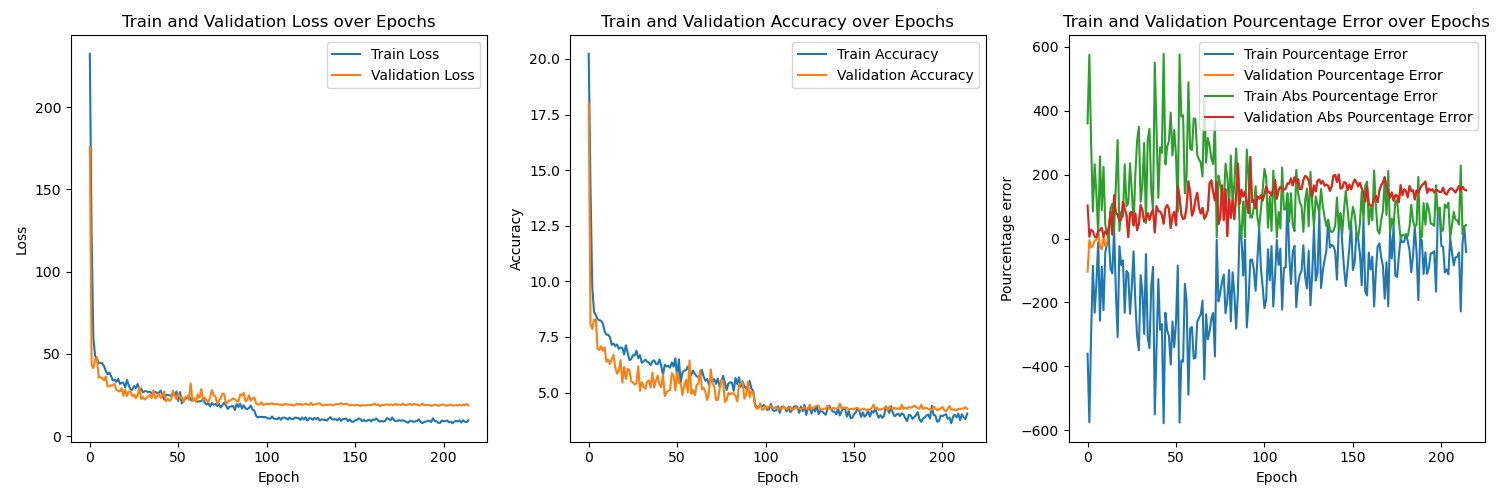 Train and Validation Loss over Epochs
Train Loss
Validation Loss
Loss
200
150
100
50
0
0 50 100 150 200
Epoch
Train and Validation Accuracy over Epochs
Train Accuracy
Validation Accuracy
Accuracy
20.0
17.5
15.0
12.5
10.0
7.5
5.0
0 50 100 150 200
Epoch
Train and Validation Pourcentage Error over Epochs
Train Pourcentage Error
Validation Pourcentage Error
Train Abs Pourcentage Error
Validation Abs Pourcentage Error
Pourcentage error
600
400
200
0
−200
−400
−600
0 50 100 150 200
Epoch